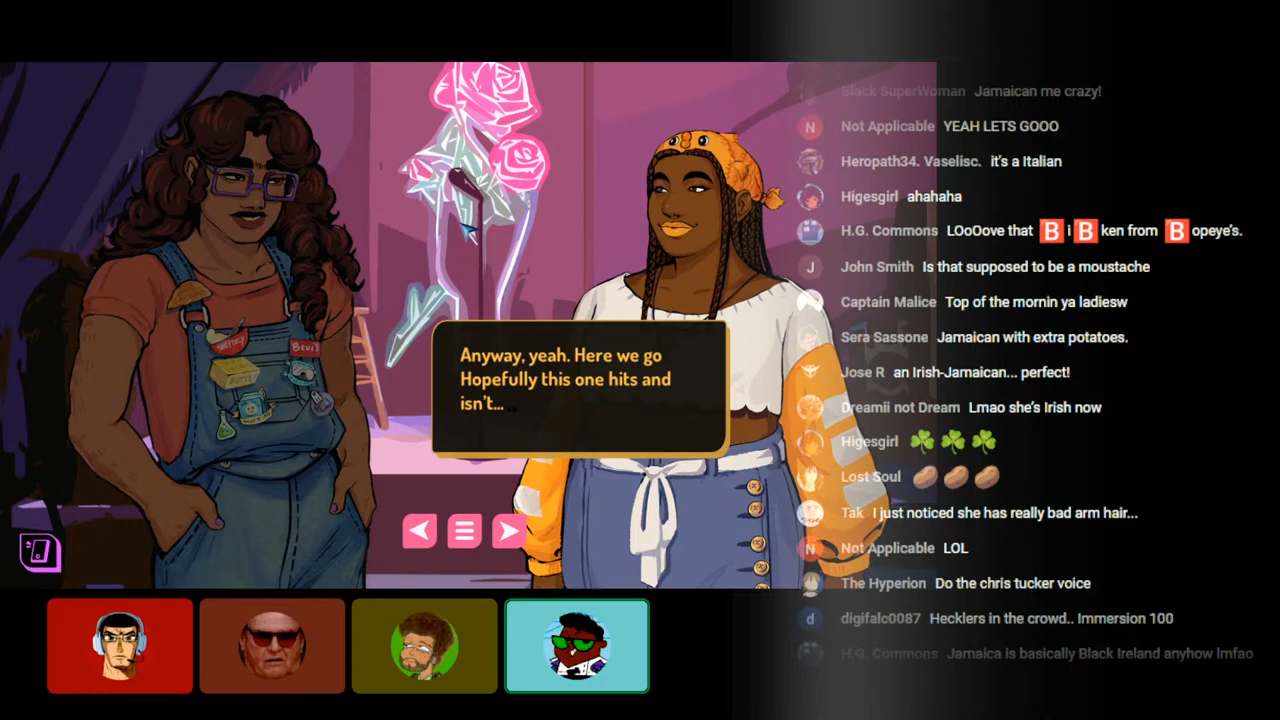 Black SuperWoman Jamaican me crazy!
N Not Applicable YEAH LETS GOOO
Heropath34. Vaselisc. it's a Italian
Higesgirl ahahaha
H.G. Commons LOoOove that B i B ken from B opeye's.
J John Smith Is that supposed to be a moustache
Captain Malice Top of the mornin ya ladiesw
Sera Sassone Jamaican with extra potatoes.
Jose R an Irish-Jamaican... perfect!
Dreamii not Dream Lmao she's Irish now
Higesgirl ☘️ ☘️ ☘️
Lost Soul 🥔 🥔 🥔
Tak I just noticed she has really bad arm hair...
N Not Applicable LOL
The Hyperion Do the chris tucker voice
d digifalc0087 Hecklers in the crowd.. Immersion 100
H.G. Commons Jamaica is basically Black Ireland anyhow lmfao
Anyway, yeah. Here we go
Hopefully this one hits and
isn't...